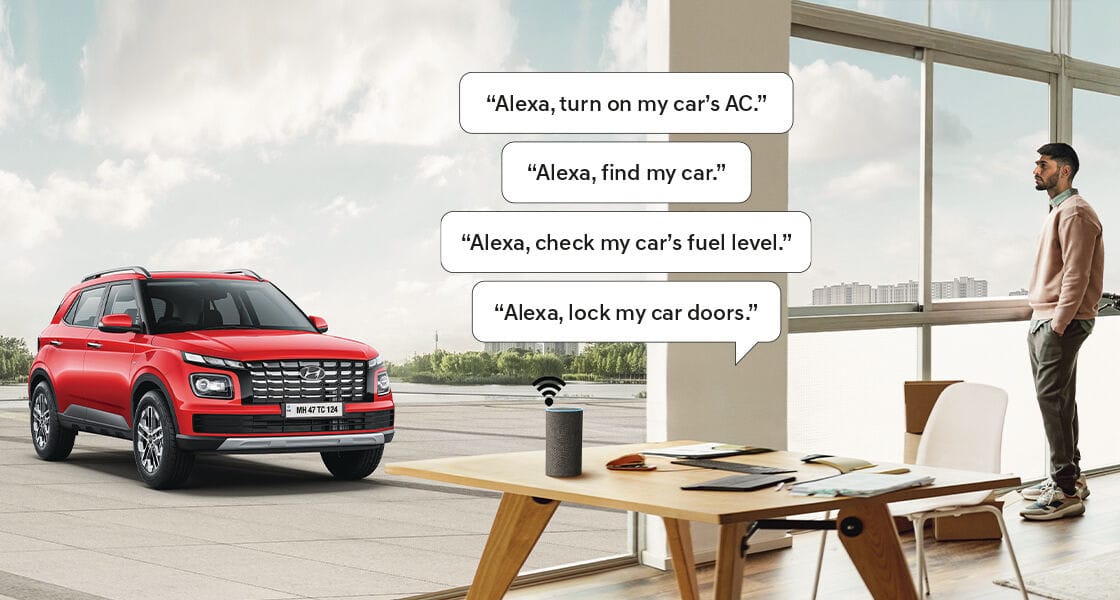 “Alexa, turn on my car’s AC.”
“Alexa, find my car.”
“Alexa, check my car’s fuel level.”
“Alexa, lock my car doors.”
MH 47 TC 124